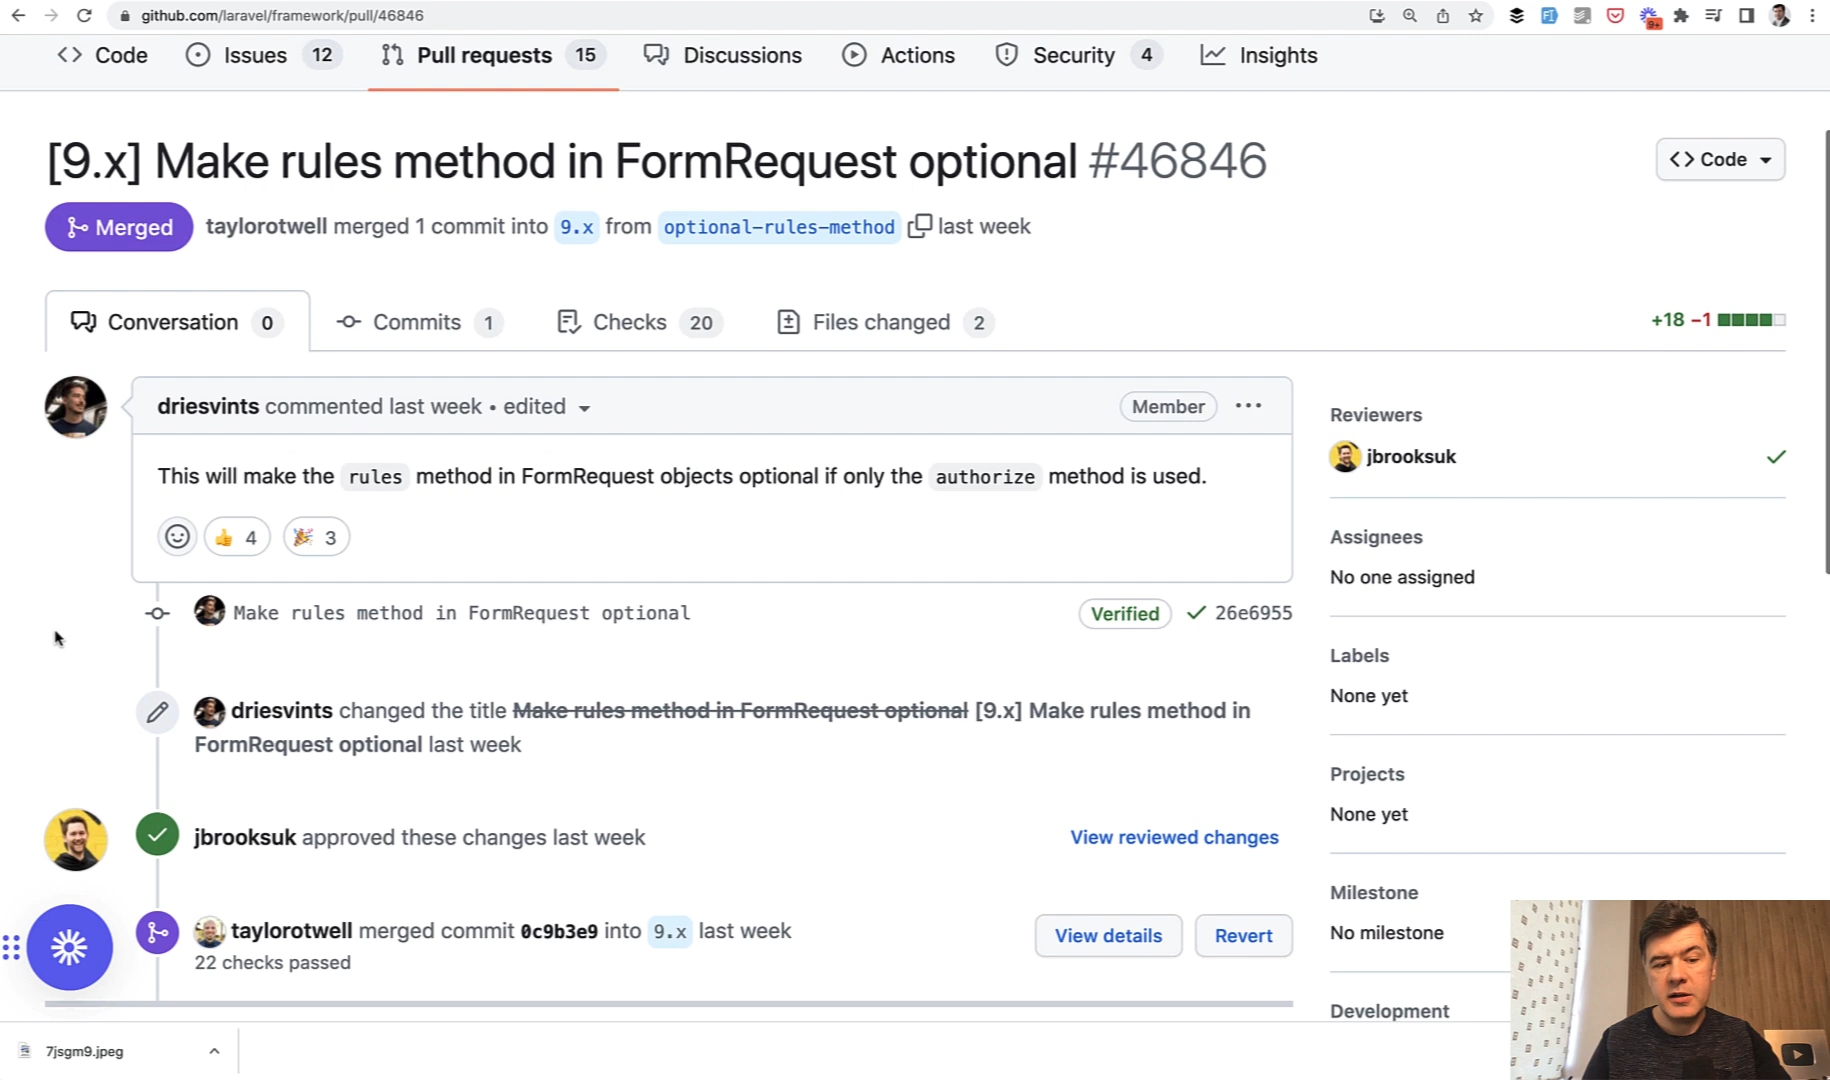 github.com/laravel/framework/pull/46846
9+
Code
Issues 12
Pull requests 15
Discussions
Actions
Security 4
Insights
[9.x] Make rules method in FormRequest optional #46846
Code
Merged
taylorotwell merged 1 commit into 9.x from optional-rules-method last week
Conversation 0
Commits 1
Checks 20
Files changed 2
+18 −1
driesvints commented last week • edited
Member
This will make the rules method in FormRequest objects optional if only the authorize method is used.
👍 4
🎉 3
Make rules method in FormRequest optional
Verified
26e6955
driesvints changed the title Make rules method in FormRequest optional [9.x] Make rules method in
FormRequest optional last week
jbrooksuk approved these changes last week
View reviewed changes
taylorotwell merged commit 0c9b3e9 into 9.x last week
22 checks passed
View details
Revert
Reviewers
jbrooksuk
Assignees
No one assigned
Labels
None yet
Projects
None yet
Milestone
No milestone
Development
7jsgm9.jpeg